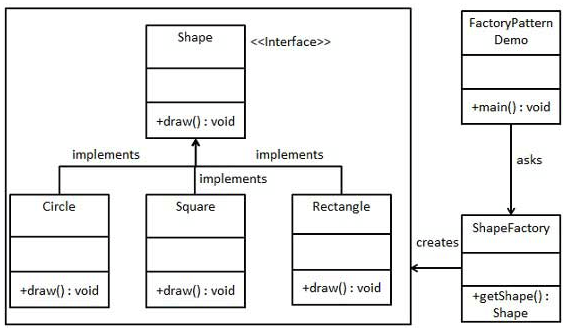 Shape
<<Interface>>
+draw() : void
implements
implements
implements
Circle
+draw() : void
Square
+draw() : void
Rectangle
+draw() : void
FactoryPattern
Demo
+main() : void
asks
creates
ShapeFactory
+getShape() :
Shape